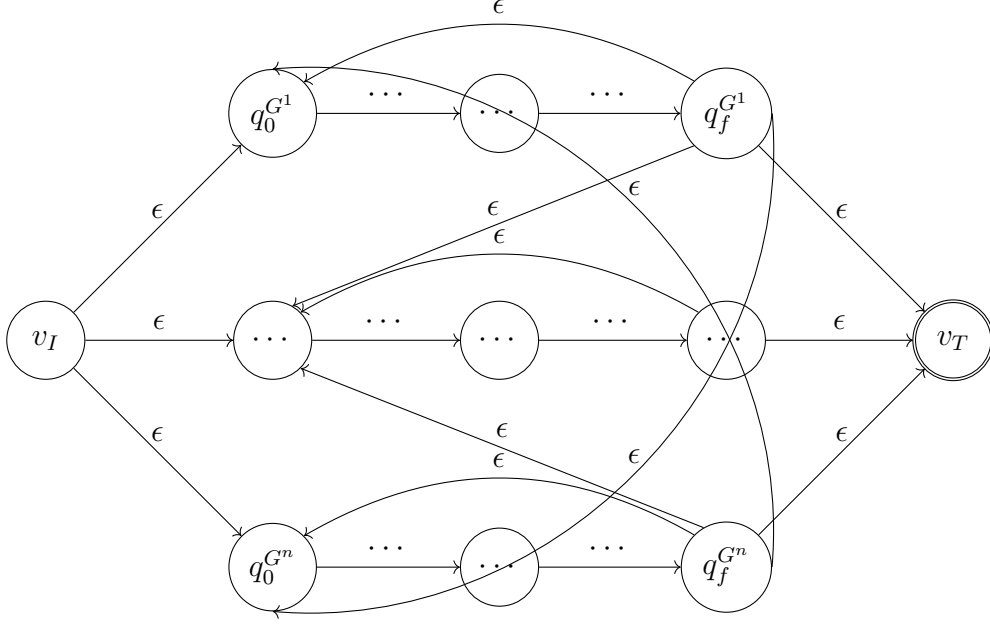 ϵ
⋯ ⋯
q_0^{G^1} ⋯ q_f^{G^1}
ϵ
ϵ ϵ ϵ
ϵ
ϵ ⋯ ⋯ ϵ
v_I ⋯ ⋯ ⋯ v_T
ϵ ϵ ϵ
ϵ ϵ
⋯ ⋯
q_0^{G^n} ⋯ q_f^{G^n}